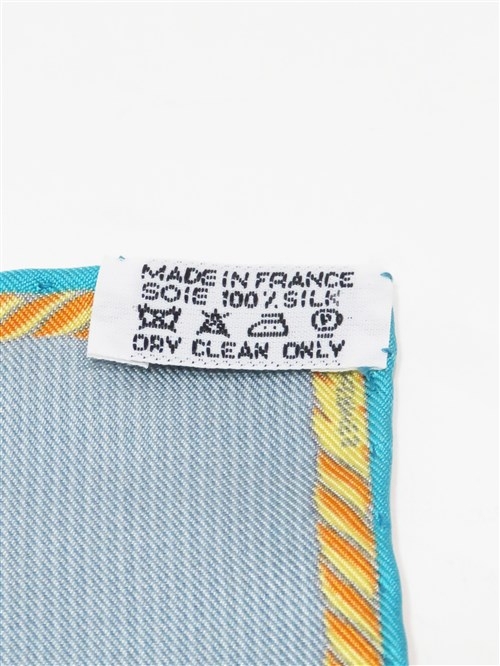 MADE IN FRANCE
SOIE 100% SILK
P
DRY CLEAN ONLY